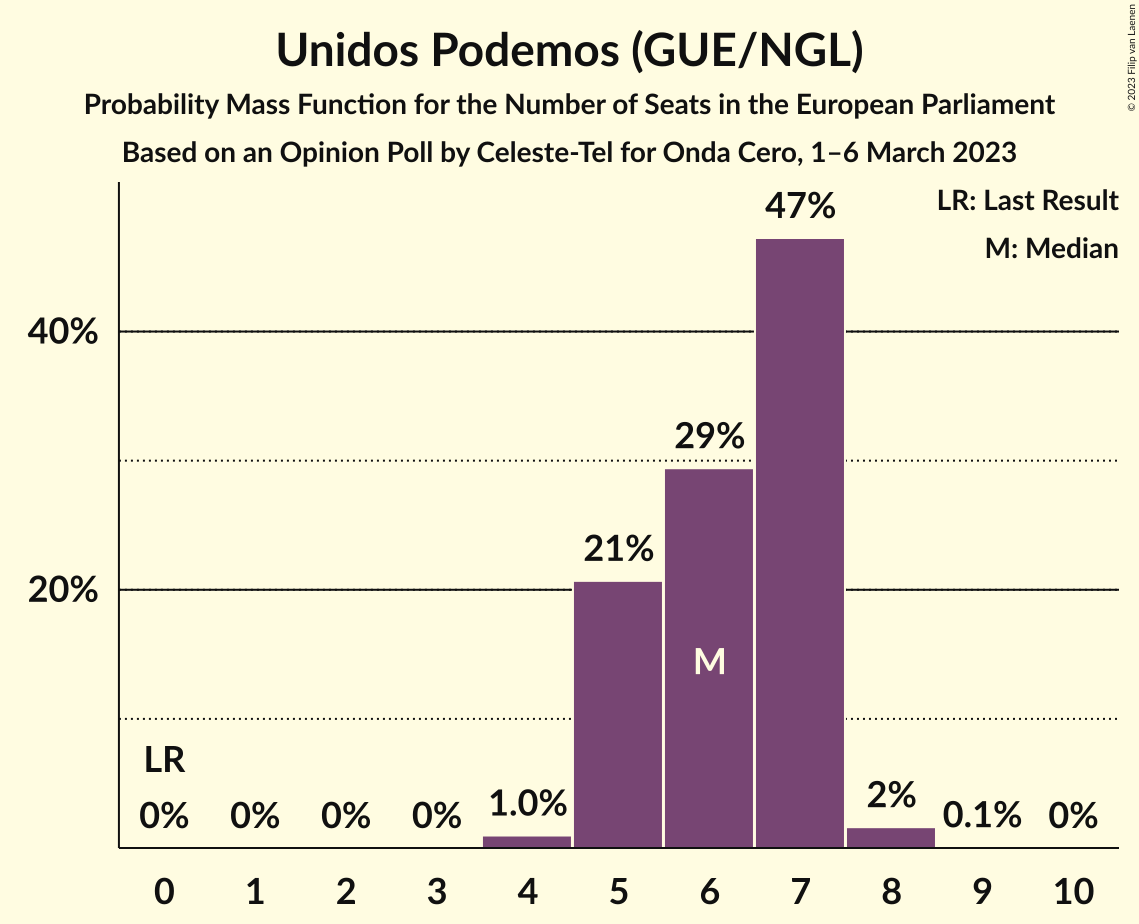 Unidos Podemos (GUE/NGL)
Probability Mass Function for the Number of Seats in the European Parliament
Based on an Opinion Poll by Celeste-Tel for Onda Cero, 1–6 March 2023
© 2023 Filip van Laenen
LR: Last Result
M: Median
47%
40%
29%
21%
20%
M
LR
0% 0% 0% 0% 1.0% 2% 0.1% 0%
0 1 2 3 4 5 6 7 8 9 10